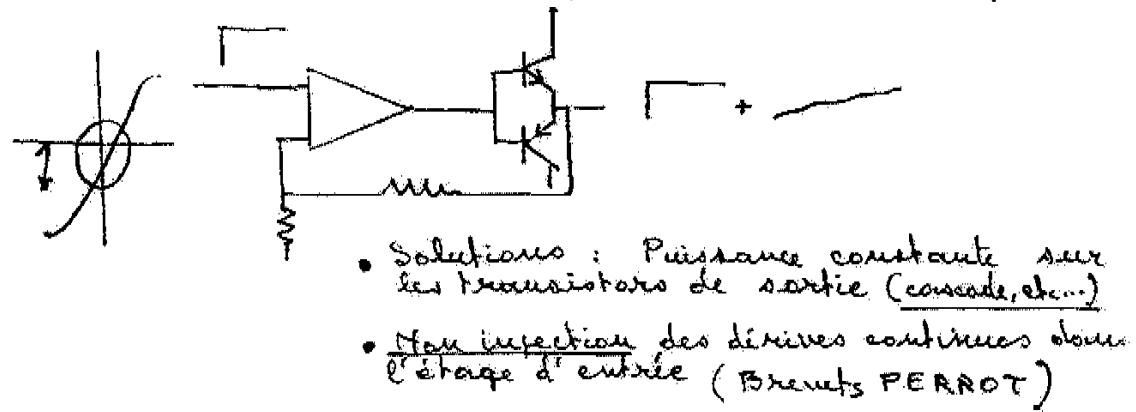 • Solutions : Puissance constante sur
les transistors de sortie (cascode, etc...)
• Non injection des dérives continues dans
l'étage d'entrée (Brevets PERROT)